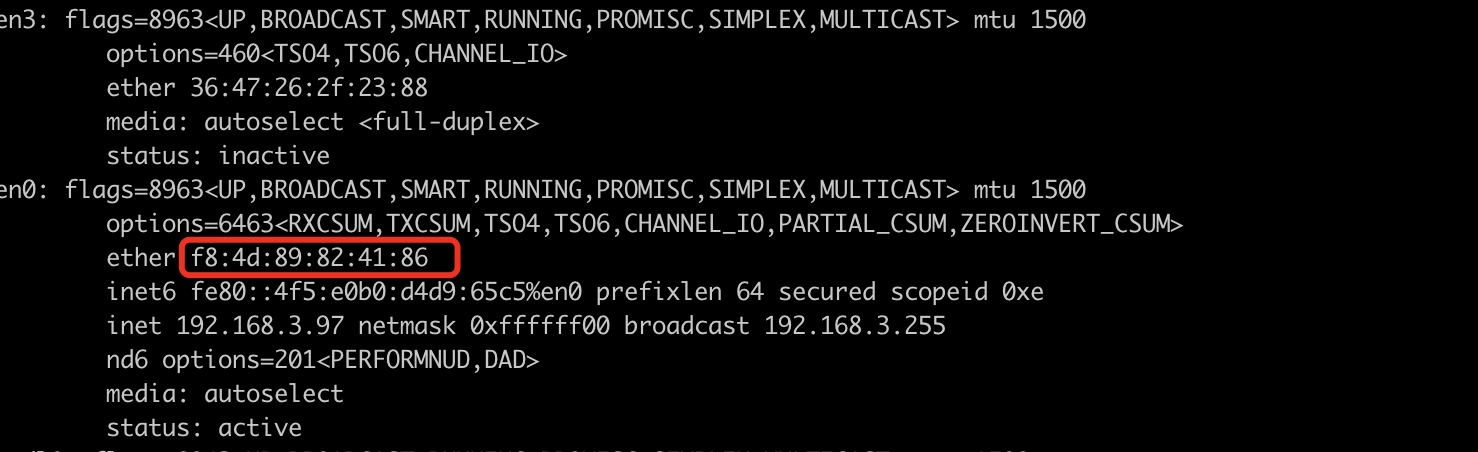 en3: flags=8963<UP,BROADCAST,SMART,RUNNING,PROMISC,SIMPLEX,MULTICAST> mtu 1500
options=460<TSO4,TSO6,CHANNEL_IO>
ether 36:47:26:2f:23:88
media: autoselect <full-duplex>
status: inactive
en0: flags=8963<UP,BROADCAST,SMART,RUNNING,PROMISC,SIMPLEX,MULTICAST> mtu 1500
options=6463<RXCSUM,TXCSUM,TSO4,TSO6,CHANNEL_IO,PARTIAL_CSUM,ZEROINVERT_CSUM>
ether f8:4d:89:82:41:86
inet6 fe80::4f5:e0b0:d4d9:65c5%en0 prefixlen 64 secured scopeid 0xe
inet 192.168.3.97 netmask 0xffffff00 broadcast 192.168.3.255
nd6 options=201<PERFORMNUD,DAD>
media: autoselect
status: active